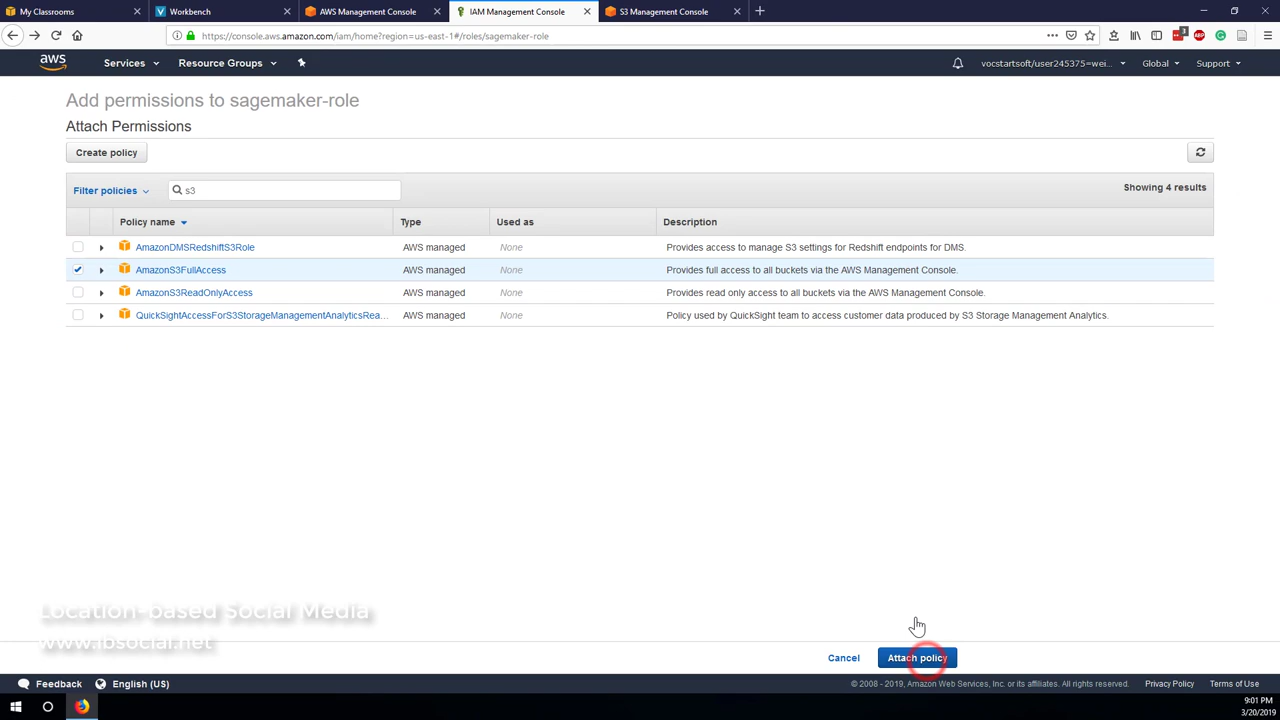 My Classrooms
Workbench
AWS Management Console
IAM Management Console
S3 Management Console
https://console.aws.amazon.com/iam/home?region=us-east-1#/roles/sagemaker-role
aws
Services
Resource Groups
vocstartsoft/user245375=wei...
Global
Support
Add permissions to sagemaker-role
Attach Permissions
Create policy
Filter policies
s3
Showing 4 results
Policy name Type Used as Description
AmazonDMSRedshiftS3Role AWS managed None Provides access to manage S3 settings for Redshift endpoints for DMS.
AmazonS3FullAccess AWS managed None Provides full access to all buckets via the AWS Management Console.
AmazonS3ReadOnlyAccess AWS managed None Provides read only access to all buckets via the AWS Management Console.
QuickSightAccessForS3StorageManagementAnalyticsRea... AWS managed None Policy used by QuickSight team to access customer data produced by S3 Storage Management Analytics.
Location-based Social Media
www.lbsocial.net
Cancel
Attach policy
Feedback
English (US)
© 2008 - 2019, Amazon Web Services, Inc. or its affiliates. All rights reserved.
Privacy Policy
Terms of Use
9:01 PM
3/20/2019